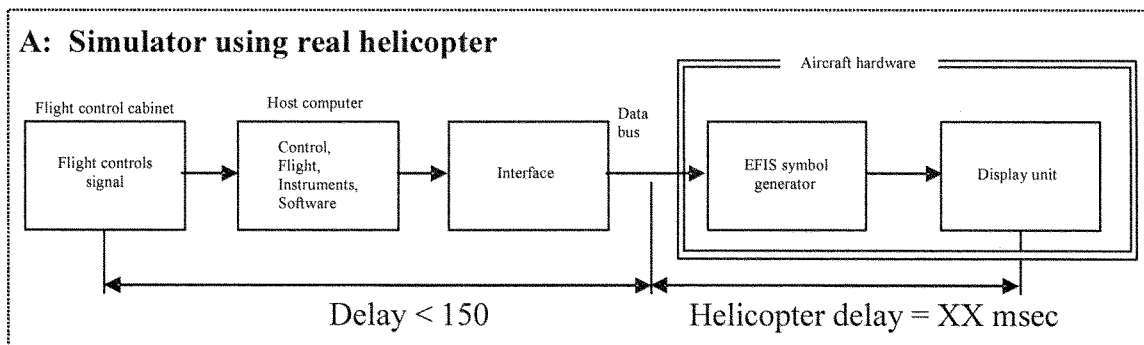 A: Simulator using real helicopter
Aircraft hardware
Flight control cabinet
Host computer
Data
bus
Flight controls
signal
Control,
Flight,
Instruments,
Software
Interface
EFIS symbol
generator
Display unit
Delay < 150
Helicopter delay = XX msec